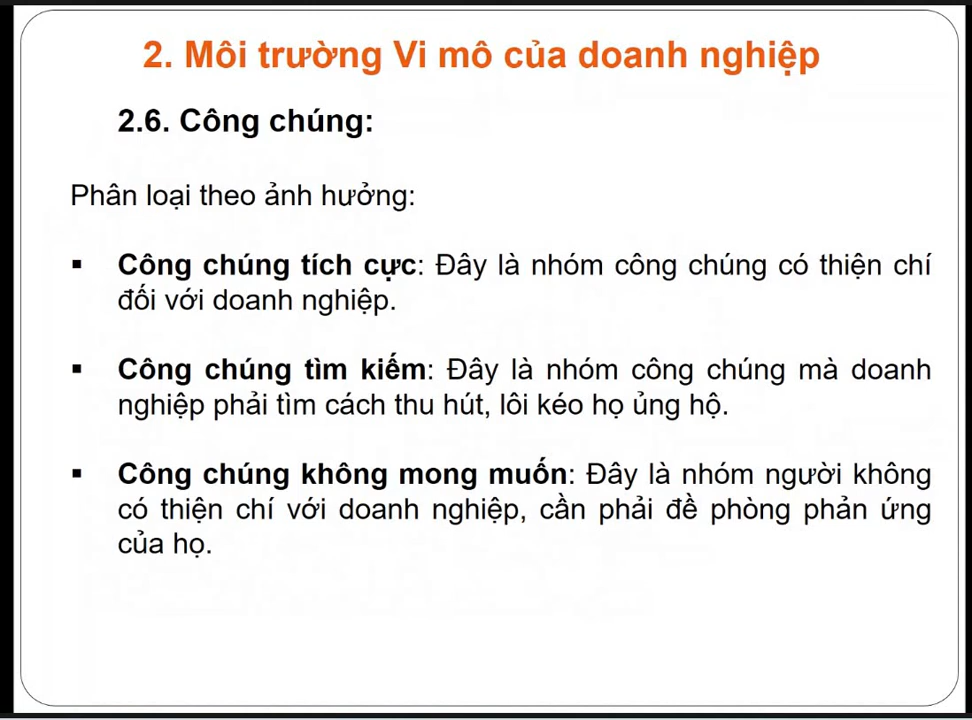 2. Môi trường Vi mô của doanh nghiệp
2.6. Công chúng:
Phân loại theo ảnh hưởng:
▪ Công chúng tích cực: Đây là nhóm công chúng có thiện chí
đối với doanh nghiệp.
▪ Công chúng tìm kiếm: Đây là nhóm công chúng mà doanh
nghiệp phải tìm cách thu hút, lôi kéo họ ủng hộ.
▪ Công chúng không mong muốn: Đây là nhóm người không
có thiện chí với doanh nghiệp, cần phải đề phòng phản ứng
của họ.